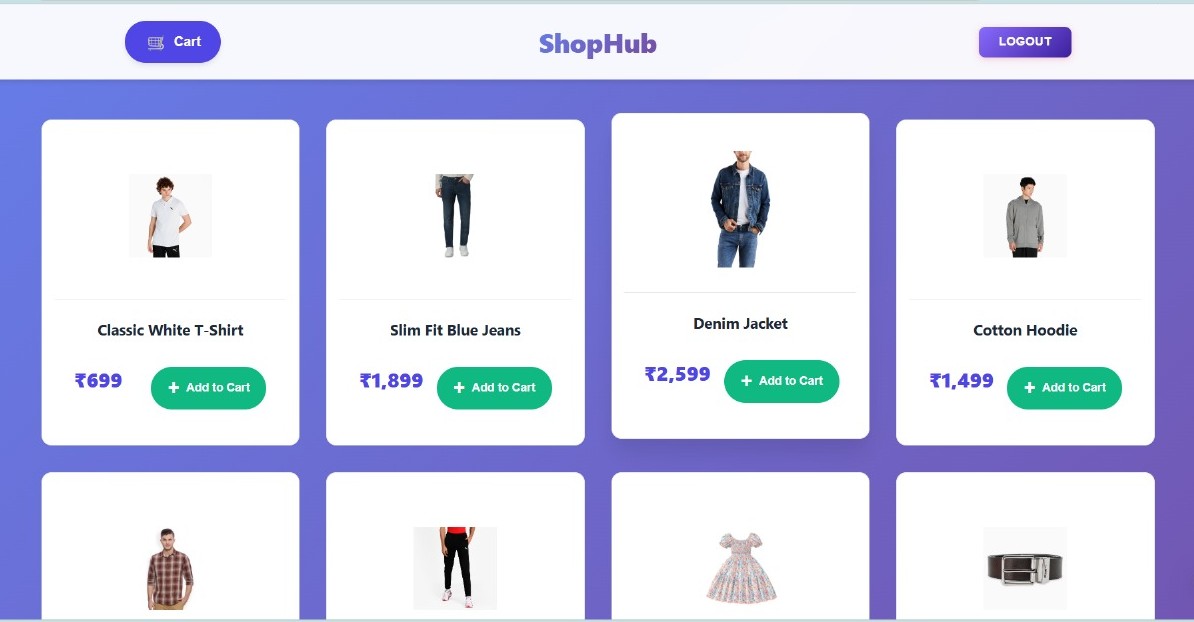 Cart
ShopHub
LOGOUT
Classic White T-Shirt
Slim Fit Blue Jeans
Denim Jacket
Cotton Hoodie
₹699
+ Add to Cart
₹1,899
+ Add to Cart
₹2,599
+ Add to Cart
₹1,499
+ Add to Cart